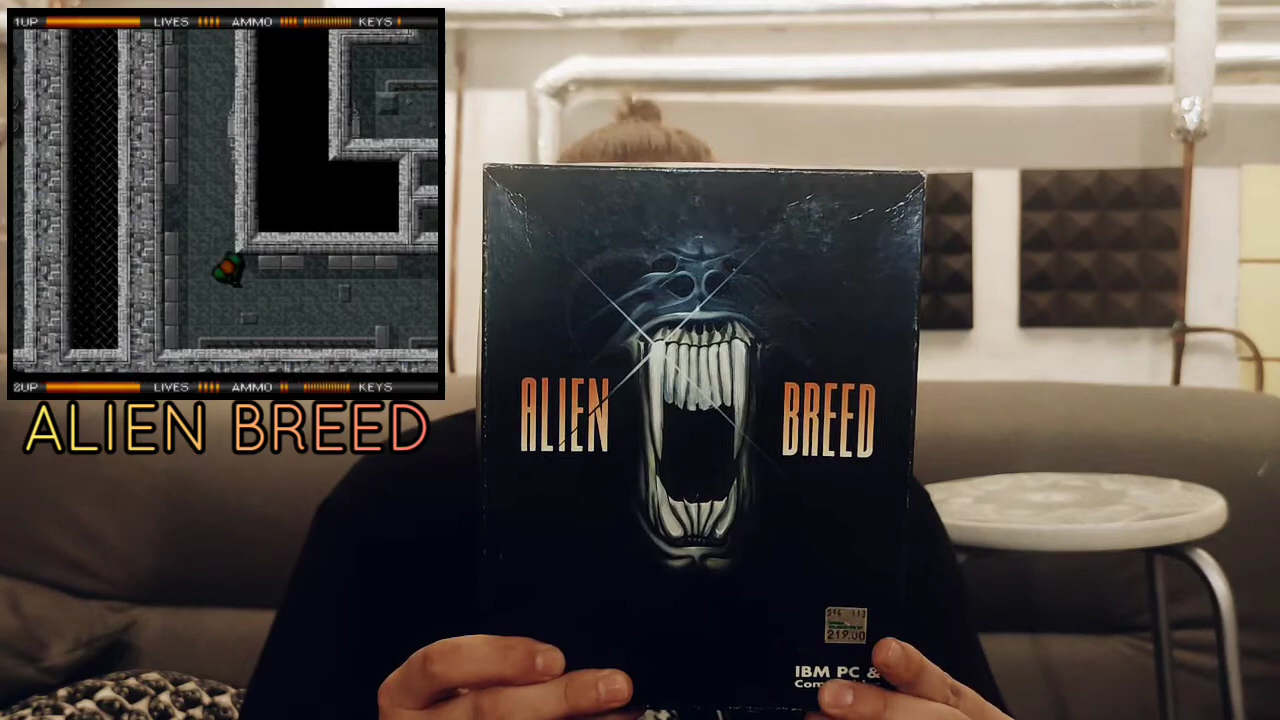 1UP LIVES AMMO KEYS
2UP LIVES AMMO KEYS
ALIEN BREED
ALIEN BREED
219.00
IBM PC &